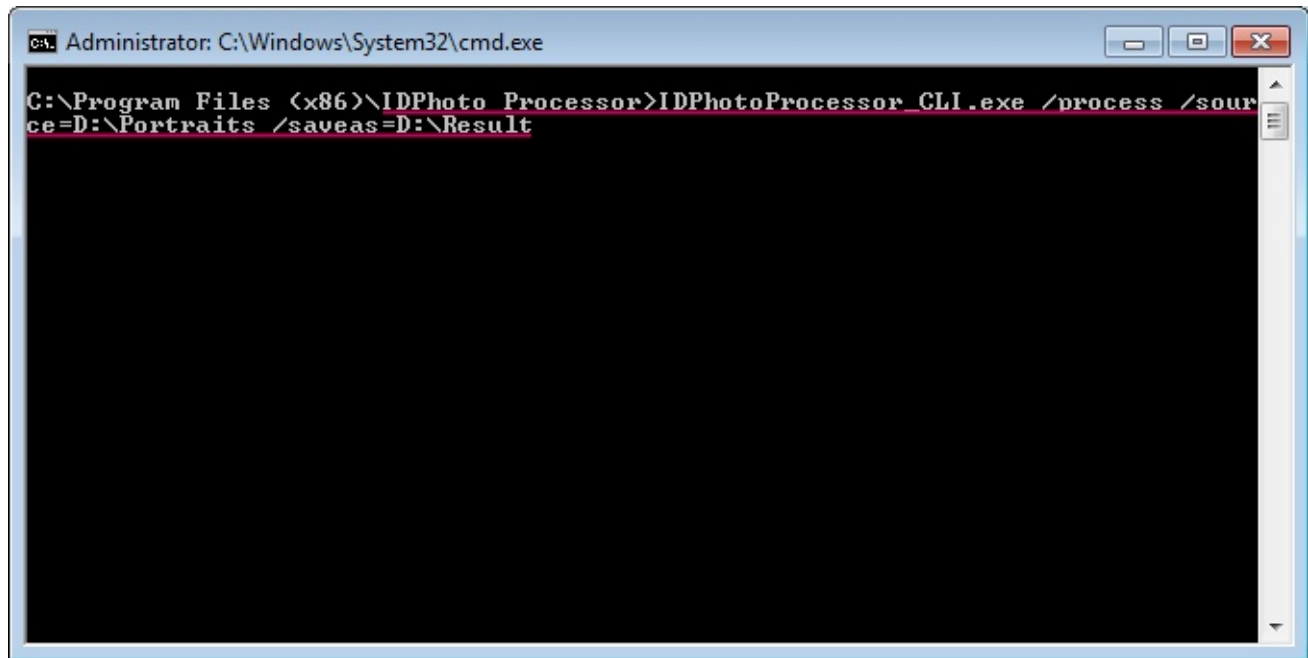 Administrator: C:\Windows\System32\cmd.exe
C:\Program Files (x86)\IDPhoto Processor>IDPhotoProcessor_CLI.exe /process /sour
ce=D:\Portraits /saveas=D:\Result